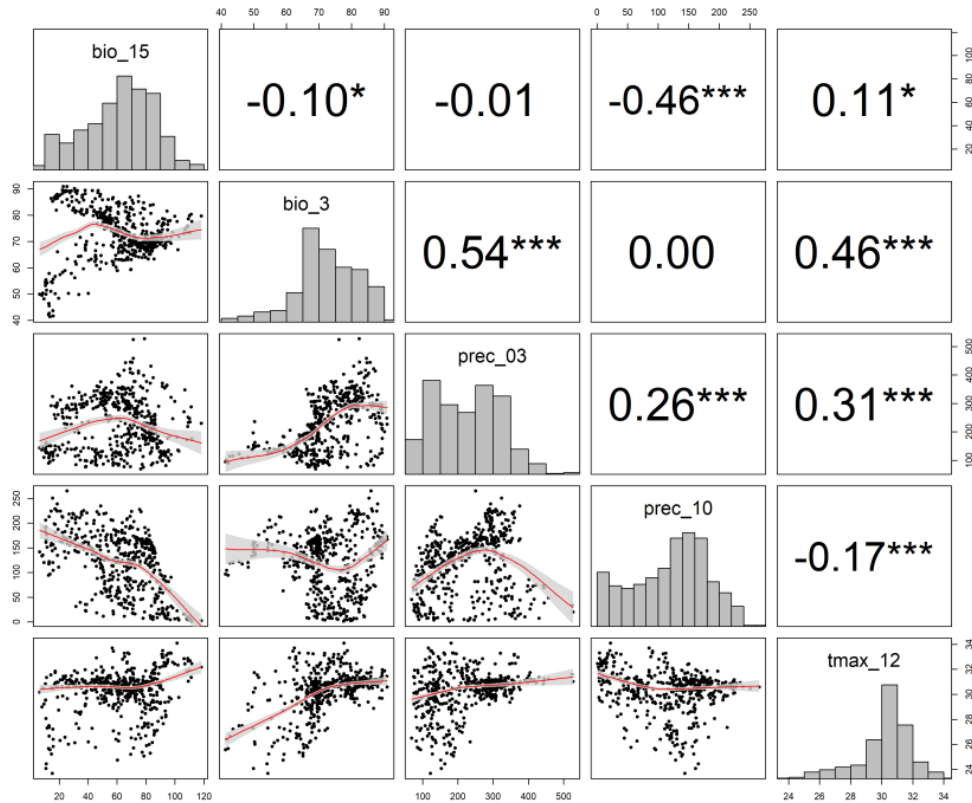 40 50 60 70 80 90
0 50 100 150 200 250
bio_15
-0.10*
-0.01
-0.46***
0.11*
20 40 60 80 100
40 50 60 70 80 90
bio_3
0.54***
0.00
0.46***
prec_03
0.26***
0.31***
100 200 300 400 500
0 50 100 150 200 250
prec_10
-0.17***
tmax_12
24 26 28 30 32 34
20 40 60 80 100 120
100 200 300 400 500
24 26 28 30 32 34